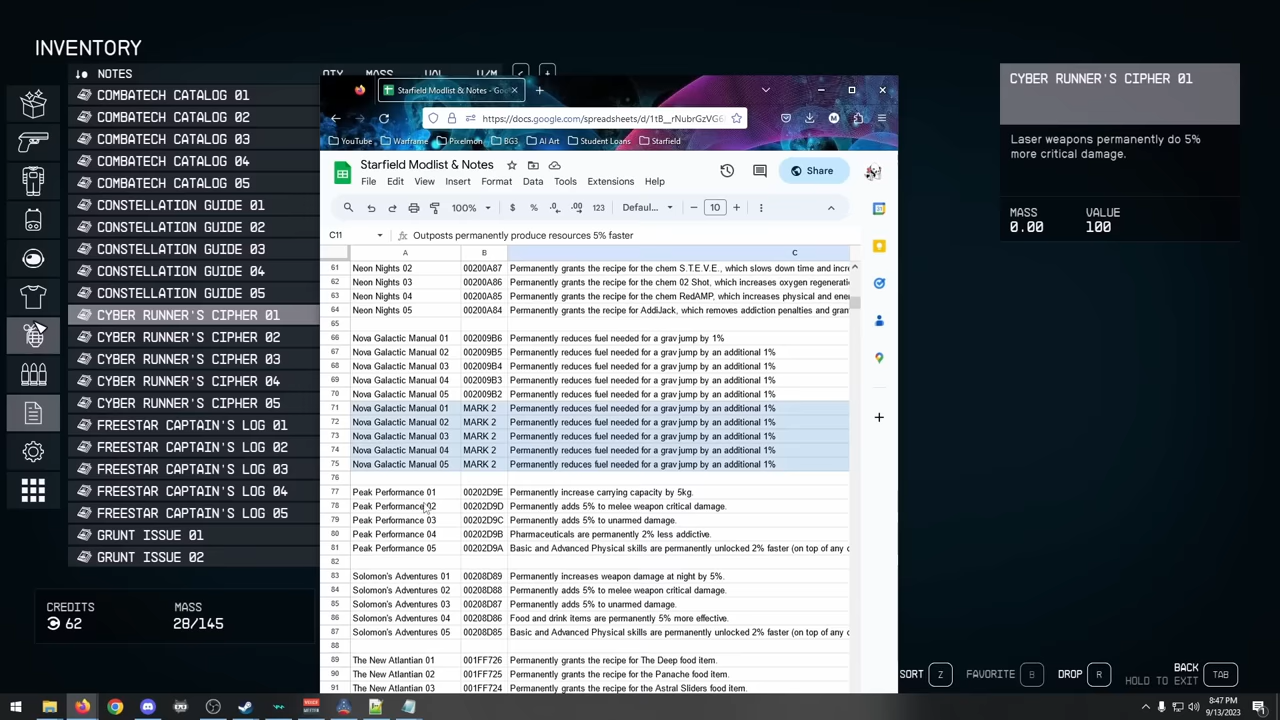 INVENTORY
NOTES
QTY MASS VAL V/M
COMBATECH CATALOG 01
COMBATECH CATALOG 02
COMBATECH CATALOG 03
COMBATECH CATALOG 04
COMBATECH CATALOG 05
CONSTELLATION GUIDE 01
CONSTELLATION GUIDE 02
CONSTELLATION GUIDE 03
CONSTELLATION GUIDE 04
CONSTELLATION GUIDE 05
CYBER RUNNER'S CIPHER 01
CYBER RUNNER'S CIPHER 02
CYBER RUNNER'S CIPHER 03
CYBER RUNNER'S CIPHER 04
CYBER RUNNER'S CIPHER 05
FREESTAR CAPTAIN'S LOG 01
FREESTAR CAPTAIN'S LOG 02
FREESTAR CAPTAIN'S LOG 03
FREESTAR CAPTAIN'S LOG 04
FREESTAR CAPTAIN'S LOG 05
GRUNT ISSUE 01
GRUNT ISSUE 02
CREDITS MASS
62 28/145
Starfield Modlist & Notes - Goo
https://docs.google.com/spreadsheets/d/1tB__rNubrGzVG6
YouTube Warframe Pixelmon BG3 AI Art Student Loans Starfield
Starfield Modlist & Notes
File Edit View Insert Format Data Tools Extensions Help
Share
100% $ % .0 .00 123 Defaul... 10
C11 fx Outposts permanently produce resources 5% faster
A B C
61 Neon Nights 02 00200A87 Permanently grants the recipe for the chem S.T.E.V.E., which slows down time and incre
62 Neon Nights 03 00200A86 Permanently grants the recipe for the chem 02 Shot, which increases oxygen regenerati
63 Neon Nights 04 00200A85 Permanently grants the recipe for the chem RedAMP, which increases physical and ene
64 Neon Nights 05 00200A84 Permanently grants the recipe for AddiJack, which removes addiction penalties and gran
65
66 Nova Galactic Manual 01 002009B6 Permanently reduces fuel needed for a grav jump by 1%
67 Nova Galactic Manual 02 002009B5 Permanently reduces fuel needed for a grav jump by an additional 1%
68 Nova Galactic Manual 03 002009B4 Permanently reduces fuel needed for a grav jump by an additional 1%
69 Nova Galactic Manual 04 002009B3 Permanently reduces fuel needed for a grav jump by an additional 1%
70 Nova Galactic Manual 05 002009B2 Permanently reduces fuel needed for a grav jump by an additional 1%
71 Nova Galactic Manual 01 MARK 2 Permanently reduces fuel needed for a grav jump by an additional 1%
72 Nova Galactic Manual 02 MARK 2 Permanently reduces fuel needed for a grav jump by an additional 1%
73 Nova Galactic Manual 03 MARK 2 Permanently reduces fuel needed for a grav jump by an additional 1%
74 Nova Galactic Manual 04 MARK 2 Permanently reduces fuel needed for a grav jump by an additional 1%
75 Nova Galactic Manual 05 MARK 2 Permanently reduces fuel needed for a grav jump by an additional 1%
76
77 Peak Performance 01 00202D9E Permanently increase carrying capacity by 5kg.
78 Peak Performance 02 00202D9D Permanently adds 5% to melee weapon critical damage.
79 Peak Performance 03 00202D9C Permanently adds 5% to unarmed damage.
80 Peak Performance 04 00202D9B Pharmaceuticals are permanently 2% less addictive.
81 Peak Performance 05 00202D9A Basic and Advanced Physical skills are permanently unlocked 2% faster (on top of any o
82
83 Solomon's Adventures 01 00208D89 Permanently increases weapon damage at night by 5%.
84 Solomon's Adventures 02 00208D88 Permanently adds 5% to melee weapon critical damage.
85 Solomon's Adventures 03 00208D87 Permanently adds 5% to unarmed damage.
86 Solomon's Adventures 04 00208D86 Food and drink items are permanently 5% more effective.
87 Solomon's Adventures 05 00208D85 Basic and Advanced Physical skills are permanently unlocked 2% faster (on top of any o
88
89 The New Atlantian 01 001FF726 Permanently grants the recipe for The Deep food item.
90 The New Atlantian 02 001FF725 Permanently grants the recipe for the Panache food item.
91 The New Atlantian 03 001FF724 Permanently grants the recipe for the Astral Sliders food item.
CYBER RUNNER'S CIPHER 01
Laser weapons permanently do 5%
more critical damage.
MASS VALUE
0.00 100
SORT Z FAVORITE B DROP R BACK TAB
HOLD TO EXIT
8:47 PM
9/13/2023